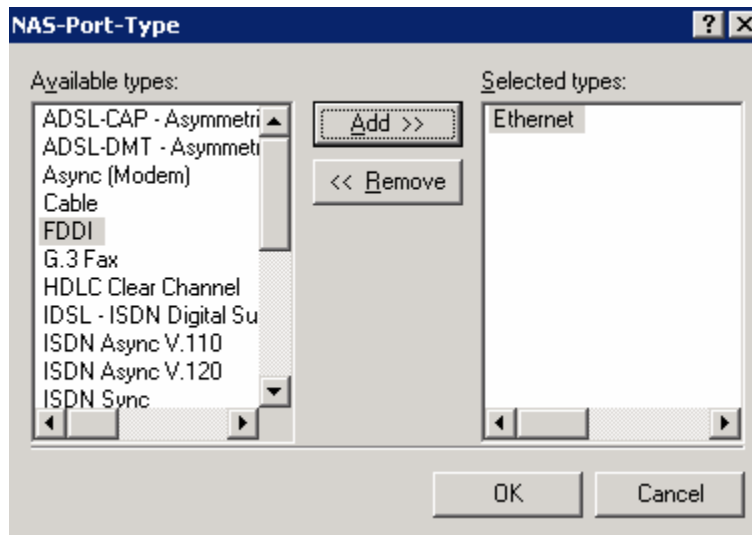 NAS-Port-Type
Available types:
ADSL-CAP - Asymmetri
ADSL-DMT - Asymmetr
Async (Modem)
Cable
FDDI
G.3 Fax
HDLC Clear Channel
IDSL - ISDN Digital Su
ISDN Async V.110
ISDN Async V.120
ISDN Sync
Add >>
<< Remove
Selected types:
Ethernet
OK
Cancel